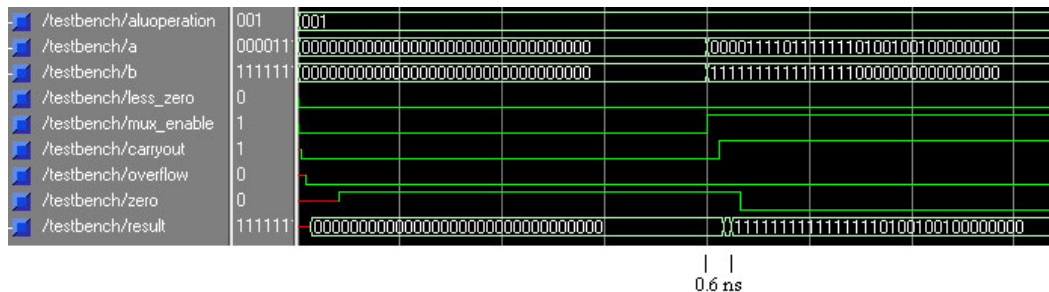 /testbench/aluoperation 001 001
/testbench/a 000011 00000000000000000000000000000000 00001111011111110100100100000000
/testbench/b 111111 00000000000000000000000000000000 11111111111111110000000000000000
/testbench/less_zero 0
/testbench/mux_enable 1
/testbench/carryout 1
/testbench/overflow 0
/testbench/zero 0
/testbench/result 111111 00000000000000000000000000000000 11111111111111110100100100000000
0.6 ns